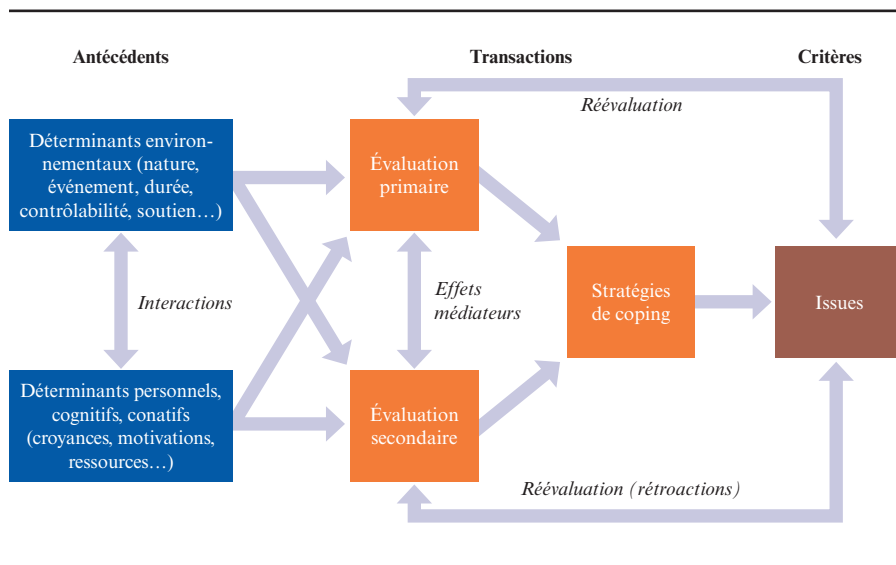 Antécédents
Transactions
Critères
Réévaluation
Déterminants environ-
nementaux (nature,
événement, durée,
contrôlabilité, soutien…)
Évaluation
primaire
Interactions
Effets
médiateurs
Stratégies
de coping
Issues
Déterminants personnels,
cognitifs, conatifs
(croyances, motivations,
ressources…)
Évaluation
secondaire
Réévaluation (rétroactions)